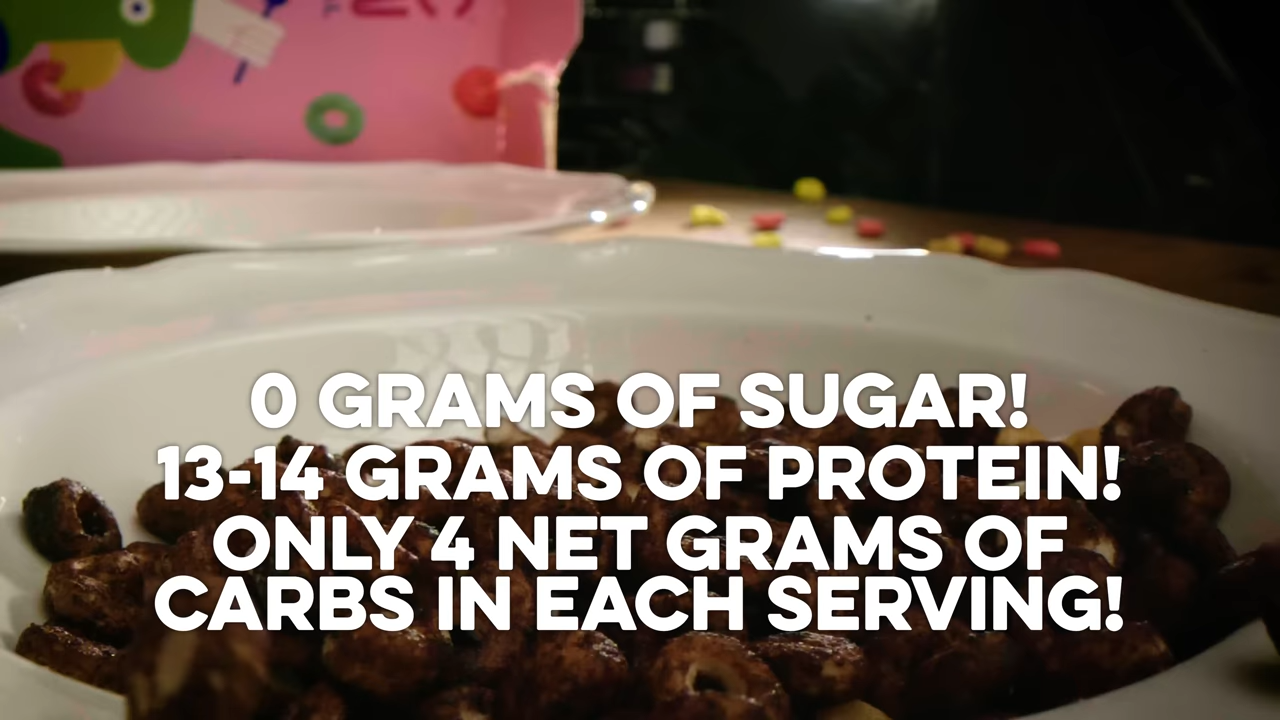 0 GRAMS OF SUGAR!
13-14 GRAMS OF PROTEIN!
ONLY 4 NET GRAMS OF
CARBS IN EACH SERVING!